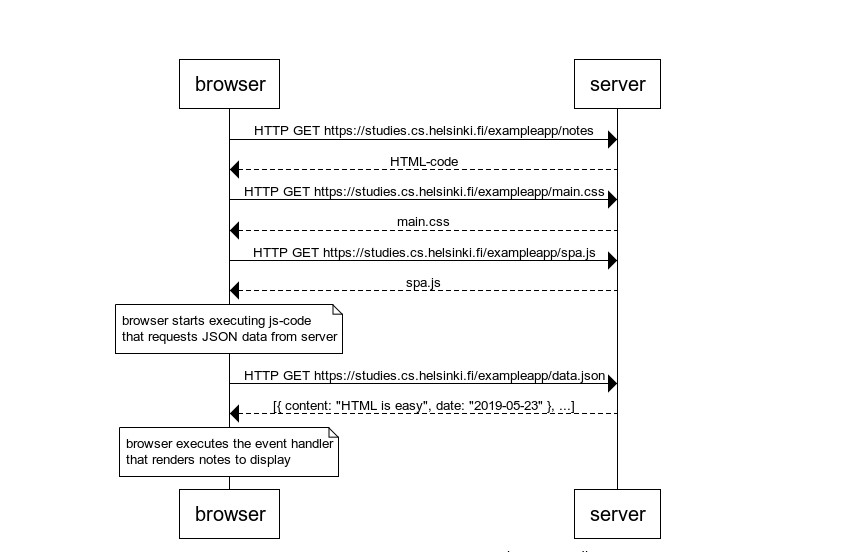 browser
server
HTTP GET https://studies.cs.helsinki.fi/exampleapp/notes
HTML-code
HTTP GET https://studies.cs.helsinki.fi/exampleapp/main.css
main.css
HTTP GET https://studies.cs.helsinki.fi/exampleapp/spa.js
spa.js
browser starts executing js-code
that requests JSON data from server
HTTP GET https://studies.cs.helsinki.fi/exampleapp/data.json
[{ content: "HTML is easy", date: "2019-05-23" }, ...]
browser executes the event handler
that renders notes to display
browser
server